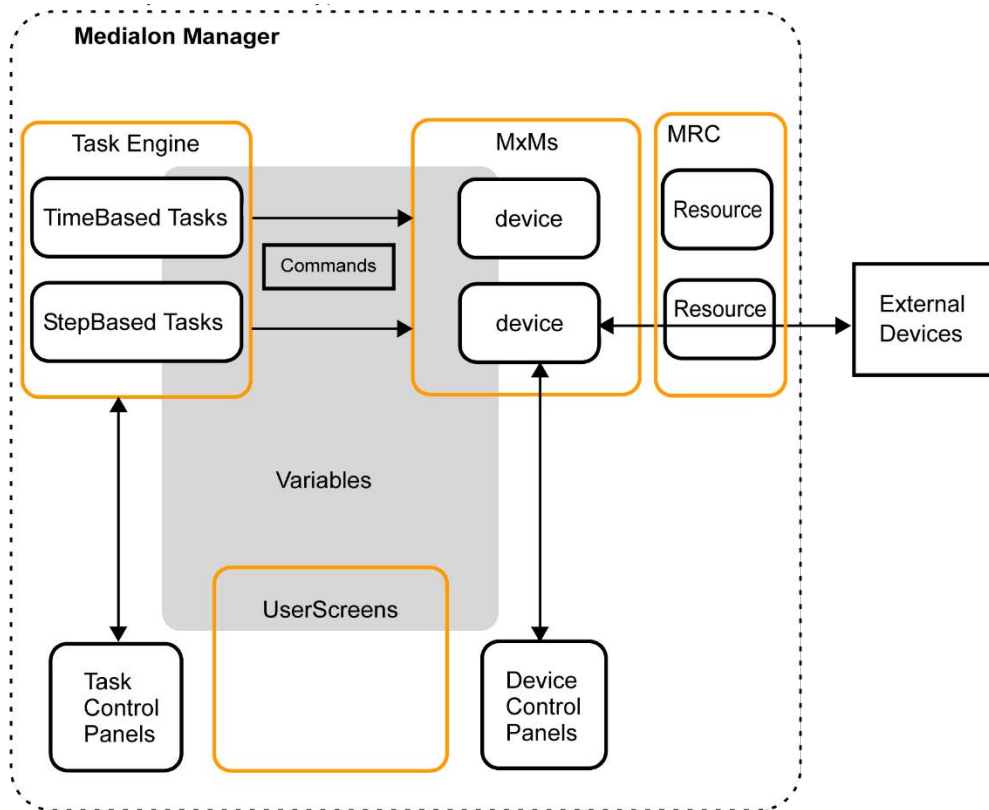 Medialon Manager
Task Engine
MxMs
MRC
TimeBased Tasks
device
Resource
Commands
StepBased Tasks
device
Resource
External
Devices
Variables
UserScreens
Task
Control
Panels
Device
Control
Panels